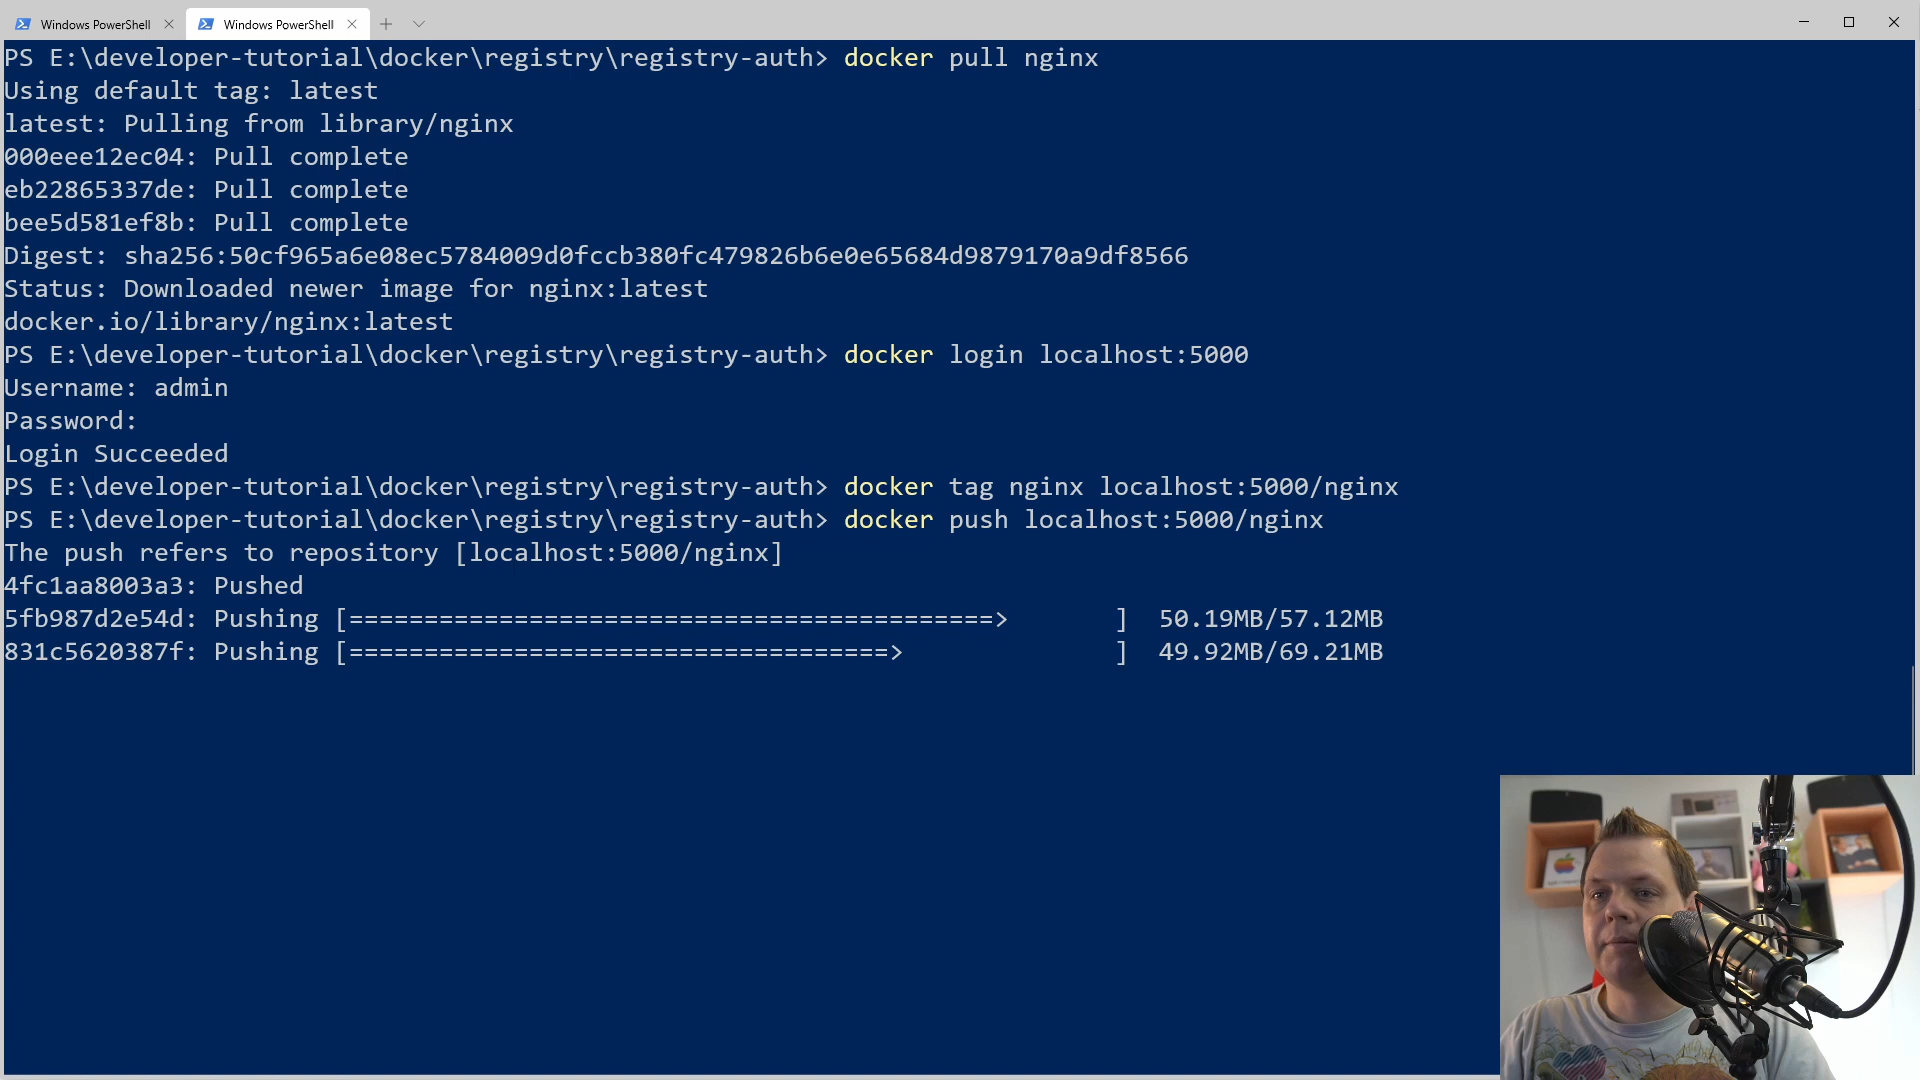 Windows PowerShell
Windows PowerShell
PS E:\developer-tutorial\docker\registry\registry-auth> docker pull nginx
Using default tag: latest
latest: Pulling from library/nginx
000eee12ec04: Pull complete
eb22865337de: Pull complete
bee5d581ef8b: Pull complete
Digest: sha256:50cf965a6e08ec5784009d0fccb380fc479826b6e0e65684d9879170a9df8566
Status: Downloaded newer image for nginx:latest
docker.io/library/nginx:latest
PS E:\developer-tutorial\docker\registry\registry-auth> docker login localhost:5000
Username: admin
Password:
Login Succeeded
PS E:\developer-tutorial\docker\registry\registry-auth> docker tag nginx localhost:5000/nginx
PS E:\developer-tutorial\docker\registry\registry-auth> docker push localhost:5000/nginx
The push refers to repository [localhost:5000/nginx]
4fc1aa8003a3: Pushed
5fb987d2e54d: Pushing [===========================================>       ]  50.19MB/57.12MB
831c5620387f: Pushing [====================================>              ]  49.92MB/69.21MB